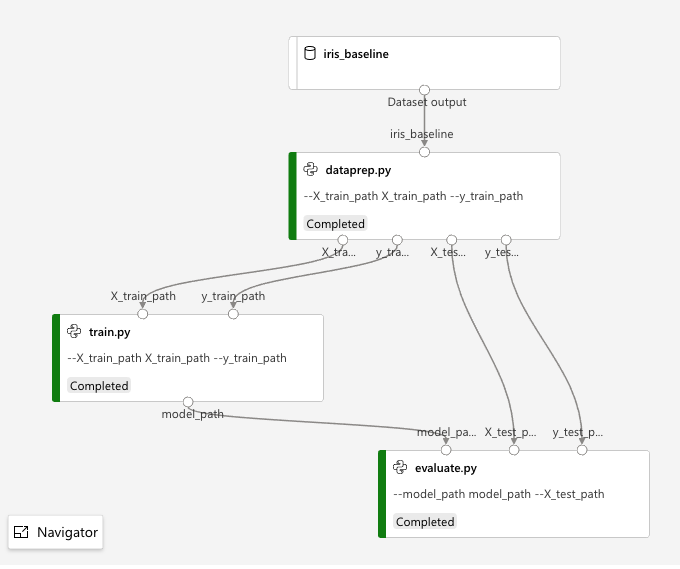 iris_baseline
Dataset output
iris_baseline
dataprep.py
--X_train_path X_train_path --y_train_path
Completed
X_tra... y_tra... X_tes... y_tes...
X_train_path y_train_path
train.py
--X_train_path X_train_path --y_train_path
Completed
model_path
model_pa... X_test_p... y_test_p...
evaluate.py
--model_path model_path --X_test_path
Completed
Navigator